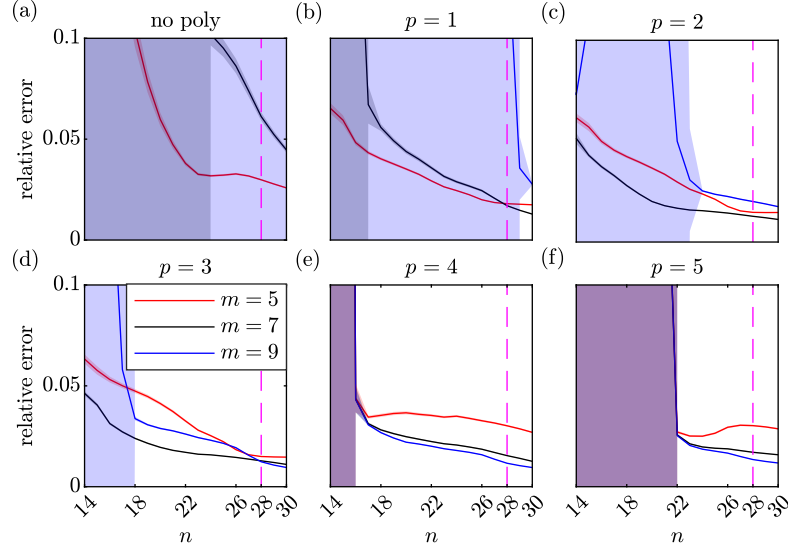 (a) no poly
(b) p = 1
(c) p = 2
relative error
0.1
0.05
0
(d) p = 3
(e) p = 4
(f) p = 5
relative error
0.1
0.05
0
m = 5
m = 7
m = 9
14 18 22 26 28 30
14 18 22 26 28 30
14 18 22 26 28 30
n
n
n